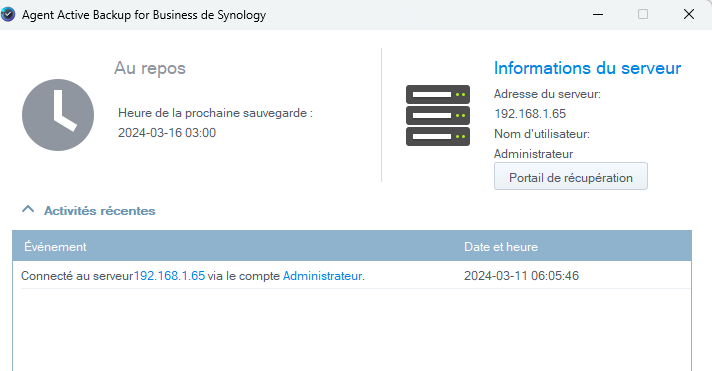 Agent Active Backup for Business de Synology
Au repos
Heure de la prochaine sauvegarde :
2024-03-16 03:00
Informations du serveur
Adresse du serveur:
192.168.1.65
Nom d'utilisateur:
Administrateur
Portail de récupération
Activités récentes
Événement Date et heure
Connecté au serveur192.168.1.65 via le compte Administrateur. 2024-03-11 06:05:46